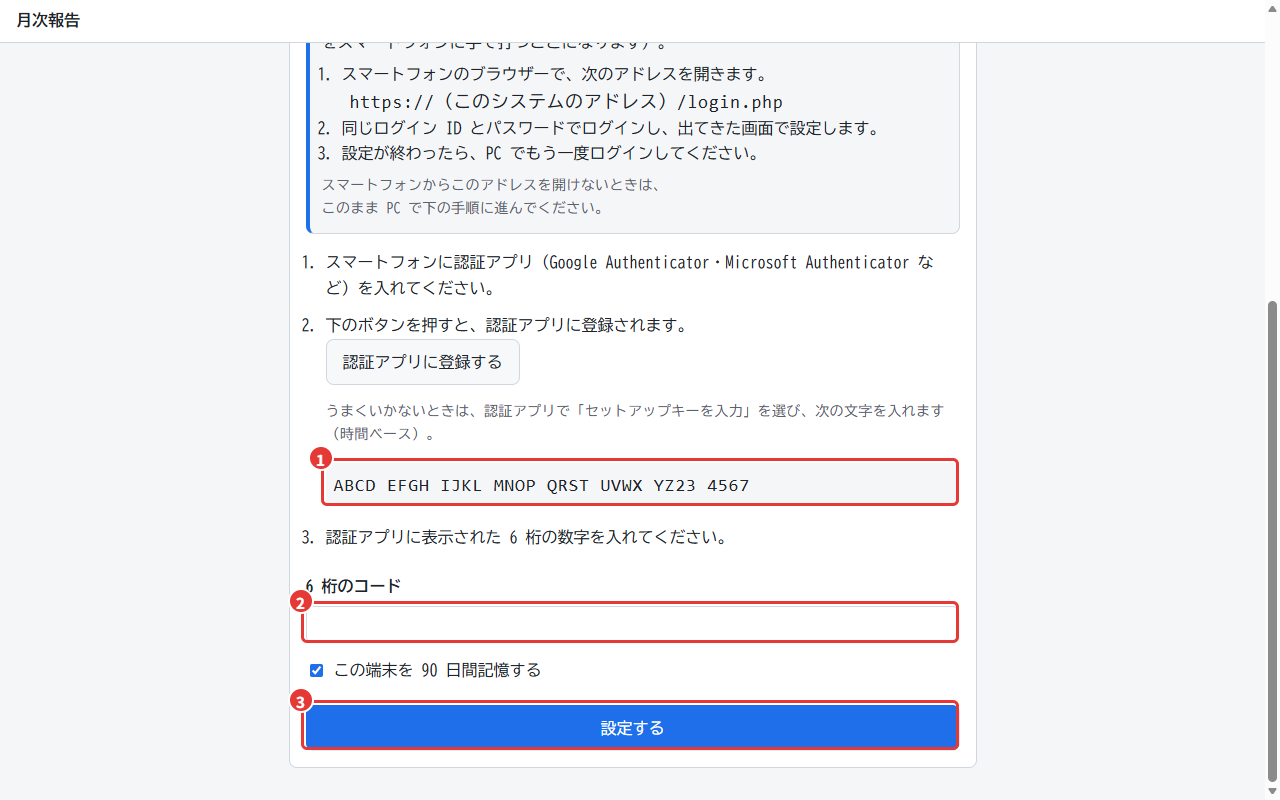 月次報告
をスマートフォンに手で打つことになります）。
1. スマートフォンのブラウザーで、次のアドレスを開きます。
https://（このシステムのアドレス）/login.php
2. 同じログイン ID とパスワードでログインし、出てきた画面で設定します。
3. 設定が終わったら、PC でもう一度ログインしてください。
スマートフォンからこのアドレスを開けないときは、
このまま PC で下の手順に進んでください。
1. スマートフォンに認証アプリ（Google Authenticator・Microsoft Authenticator な
ど）を入れてください。
2. 下のボタンを押すと、認証アプリに登録されます。
認証アプリに登録する
うまくいかないときは、認証アプリで「セットアップキーを入力」を選び、次の文字を入れます
（時間ベース）。
1
ABCD EFGH IJKL MNOP QRST UVWX YZ23 4567
3. 認証アプリに表示された 6 桁の数字を入れてください。
6 桁のコード
2
この端末を 90 日間記憶する
3
設定する